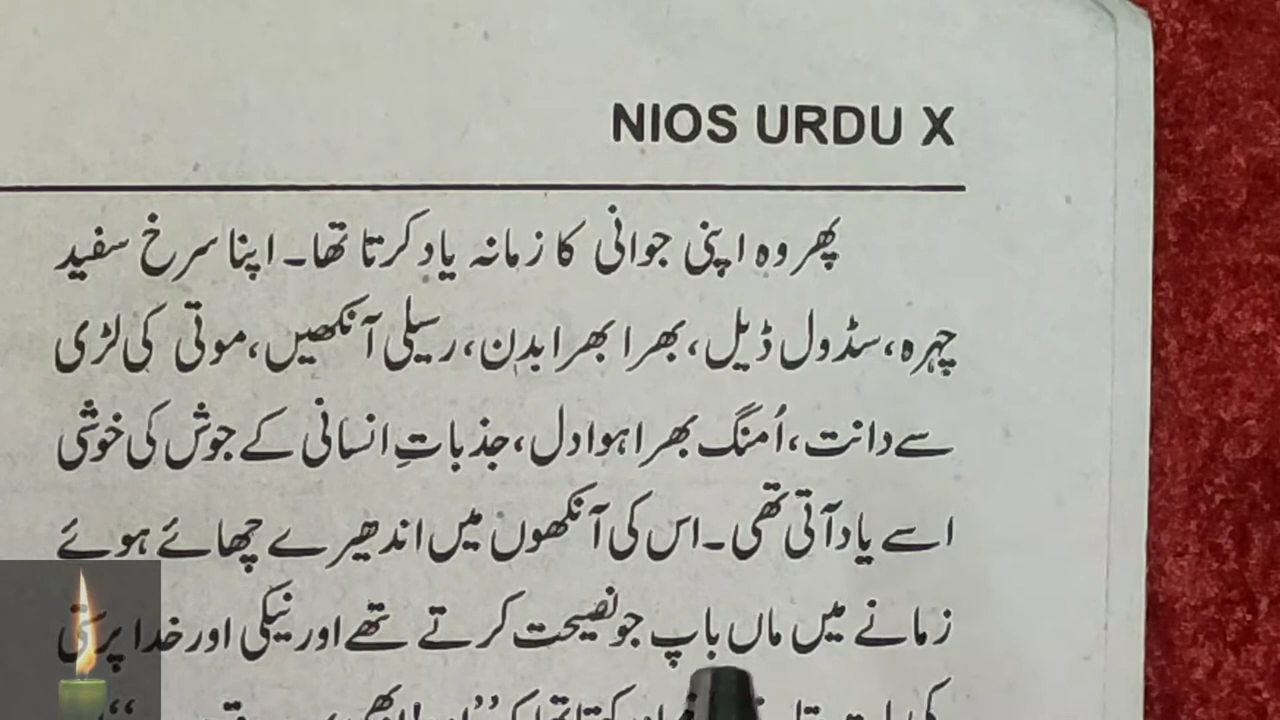 NIOS URDU X
پھر وہ اپنی جوانی کا زمانہ یاد کرتا تھا۔ اپنا سرخ سفید
چہرہ، سڈول ڈیل، بھرا بھرا بدن، رسیلی آنکھیں، موتی کی لڑی
سے دانت، اُمنگ بھرا ہوا دل، جذباتِ انسانی کے جوش کی خوشی
اسے یاد آتی تھی۔ اس کی آنکھوں میں اندھیرے چھائے ہوئے
زمانے میں ماں باپ جو نصیحت کرتے تھے اور نیکی اور خدا پرستی